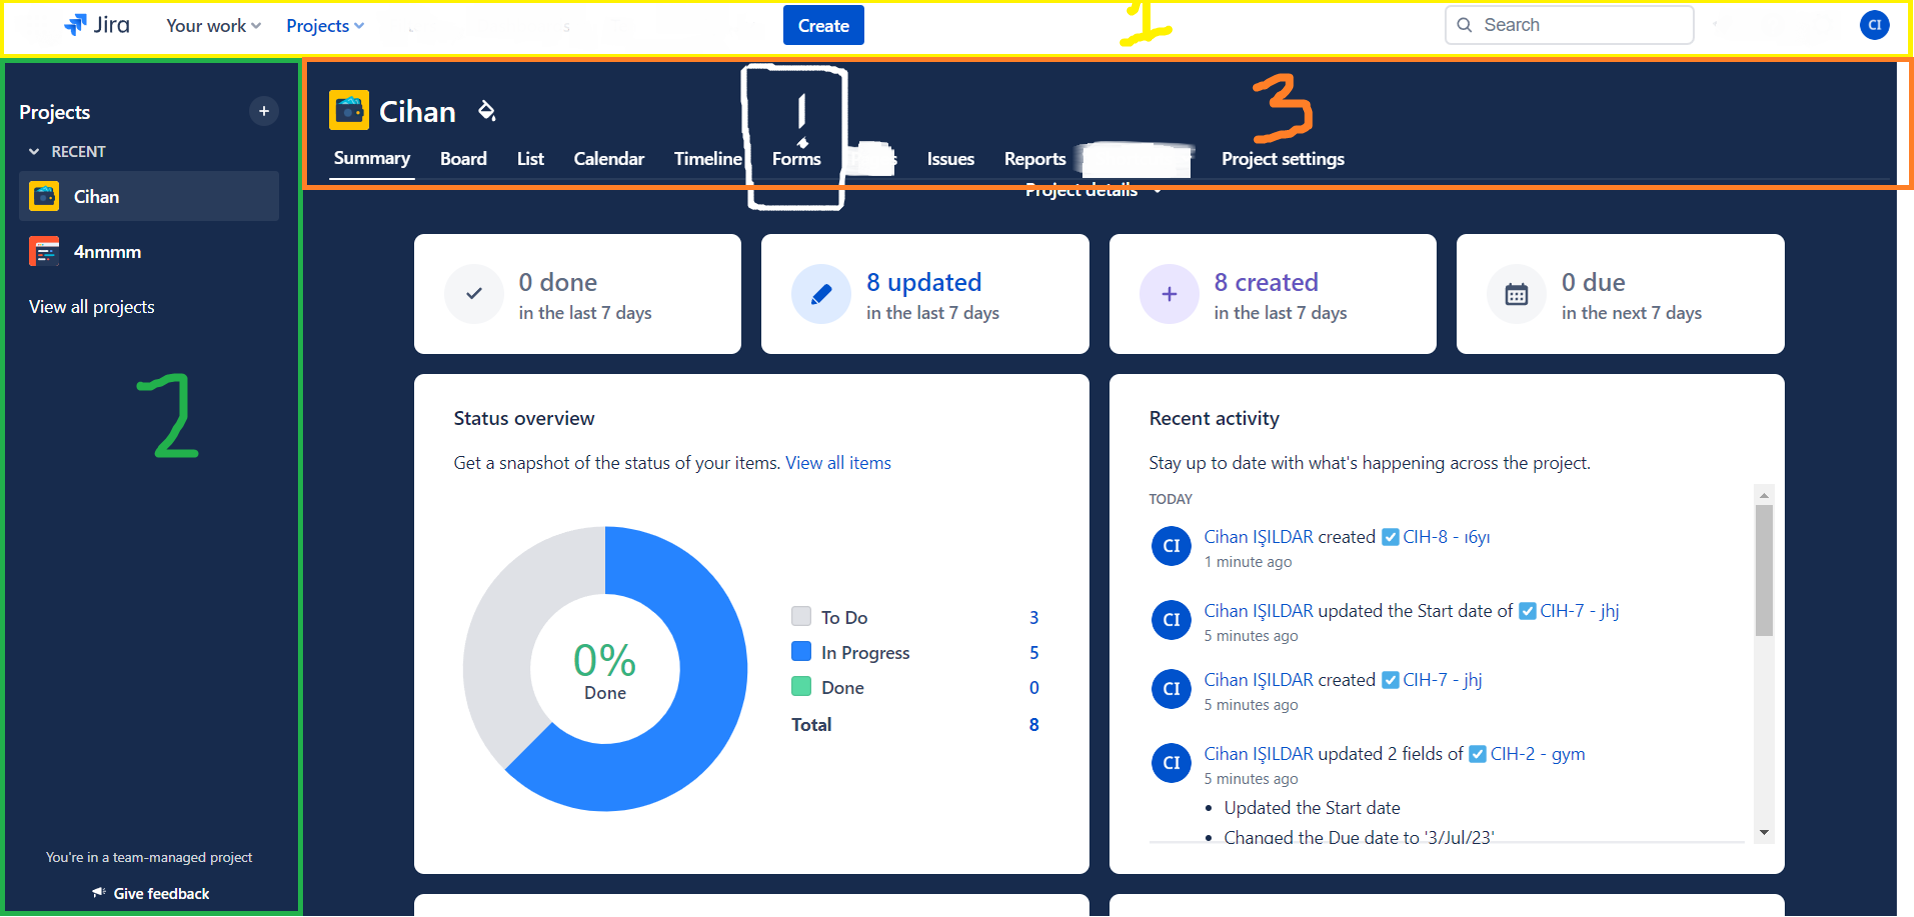 Jira Your work Projects Create Search CI
1
Projects +
RECENT
Cihan
4nmmm
View all projects
2
You're in a team-managed project
Give feedback
Cihan
! 3
Summary Board List Calendar Timeline Forms Issues Reports Project settings
Project details
0 done
in the last 7 days
8 updated
in the last 7 days
8 created
in the last 7 days
0 due
in the next 7 days
Status overview
Get a snapshot of the status of your items. View all items
0%
Done
To Do 3
In Progress 5
Done 0
Total 8
Recent activity
Stay up to date with what's happening across the project.
TODAY
CI Cihan IŞILDAR created CIH-8 - ı6yı
1 minute ago
CI Cihan IŞILDAR updated the Start date of CIH-7 - jhj
5 minutes ago
CI Cihan IŞILDAR created CIH-7 - jhj
5 minutes ago
CI Cihan IŞILDAR updated 2 fields of CIH-2 - gym
5 minutes ago
• Updated the Start date
• Changed the Due date to '3/Jul/23'